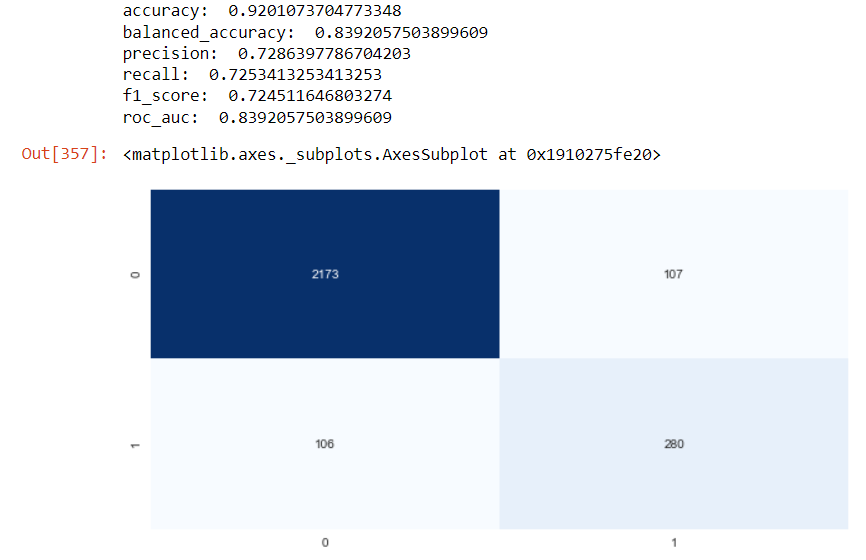 accuracy:  0.9201073704773348
balanced_accuracy:  0.8392057503899609
precision:  0.7286397786704203
recall:  0.7253413253413253
f1_score:  0.724511646803274
roc_auc:  0.8392057503899609
Out[357]: <matplotlib.axes._subplots.AxesSubplot at 0x1910275fe20>
0 2173 107
1 106 280
0 1